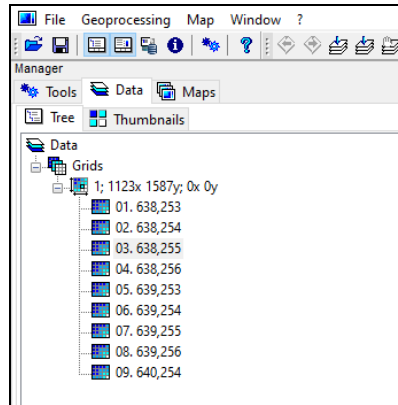 File Geoprocessing Map Window ?
Manager
Tools Data Maps
Tree Thumbnails
Data
Grids
1; 1123x 1587y; 0x 0y
01. 638,253
02. 638,254
03. 638,255
04. 638,256
05. 639,253
06. 639,254
07. 639,255
08. 639,256
09. 640,254